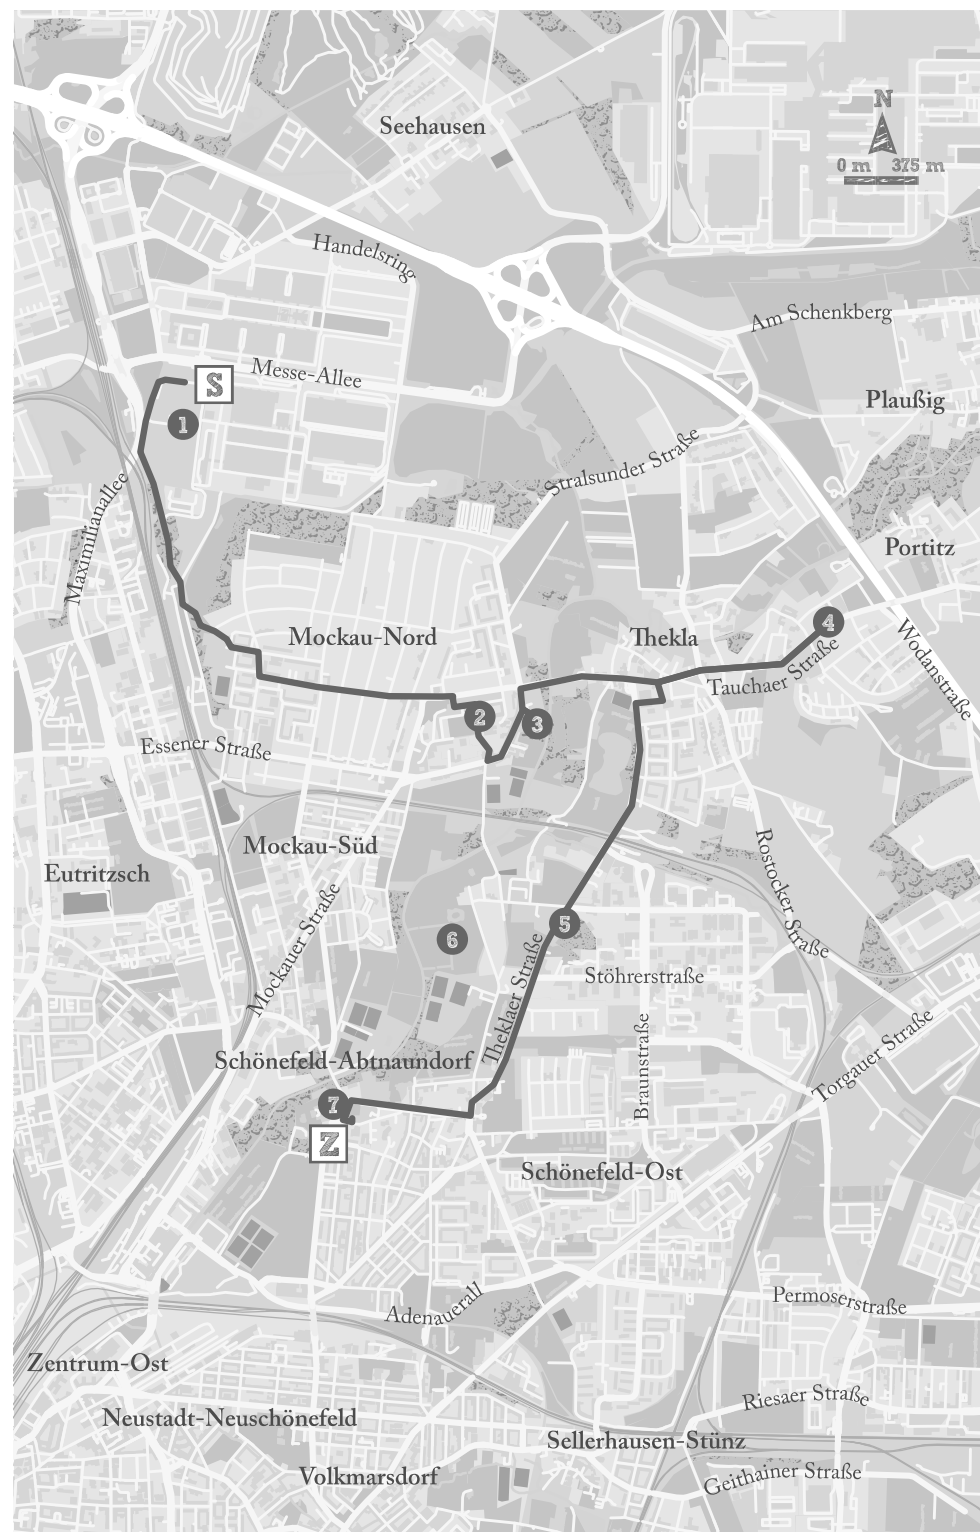 N
Seehausen
0 m 375 m
Handelsring
Am Schenkberg
Messe-Allee
S
Plaußig
1
Stralsunder Straße
Maximilianallee
Portitz
4
Mockau-Nord
Thekla
Wodanstraße
Tauchaer Straße
2
3
Essener Straße
Mockau-Süd
Eutritzsch
Rostocker Straße
5
6
Mockauer Straße
Theklaer Straße
Stöhrerstraße
Braunstraße
Torgauer Straße
Schönefeld-Abtnaundorf
7
Z
Schönefeld-Ost
Permoserstraße
Adenauerall
Zentrum-Ost
Riesaer Straße
Neustadt-Neuschönefeld
Sellerhausen-Stünz
Volkmarsdorf
Geithainer Straße